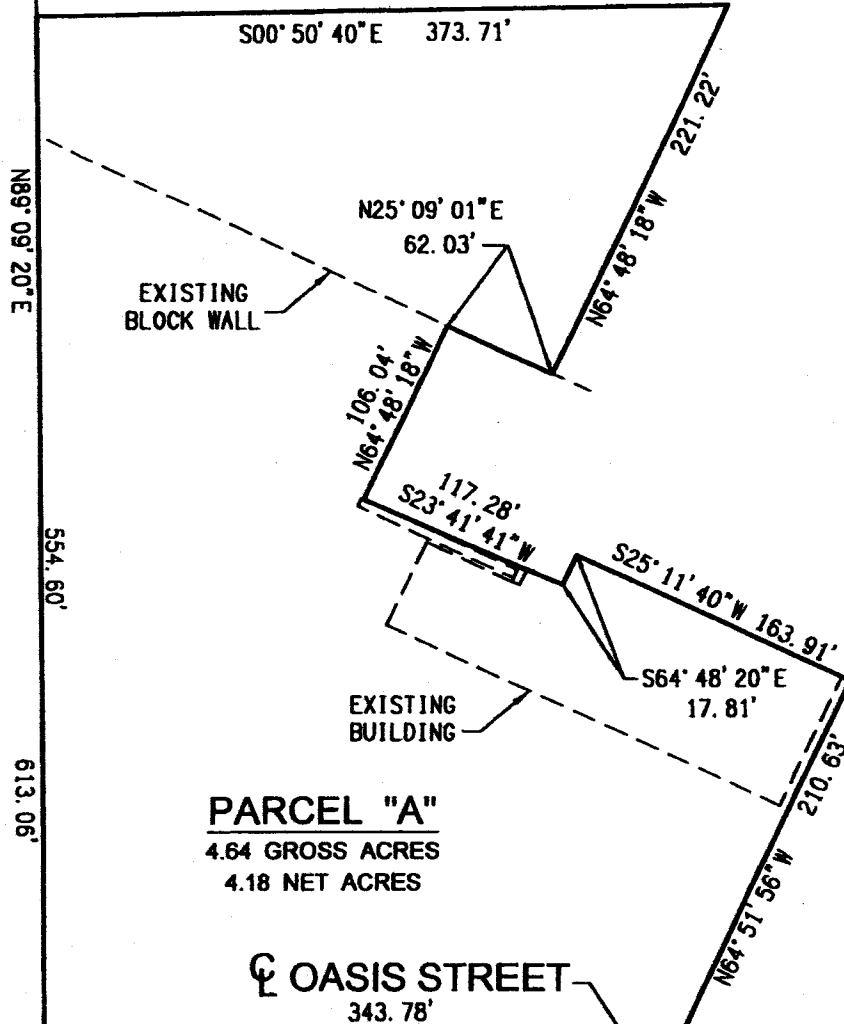 S00° 50' 40"E 373. 71'
221. 22'
N64° 48' 18"W
N89° 09' 20"E
N25° 09' 01"E
62. 03'
EXISTING
BLOCK WALL
106. 04'
N64° 48' 18"W
117. 28'
S23° 41' 41"W
S25° 11' 40"W 163. 91'
554. 60'
S64° 48' 20"E
17. 81'
EXISTING
BUILDING
210. 63'
N64° 51' 56"W
613. 06'
PARCEL "A"
4.64 GROSS ACRES
4.18 NET ACRES
℄ OASIS STREET
343. 78'